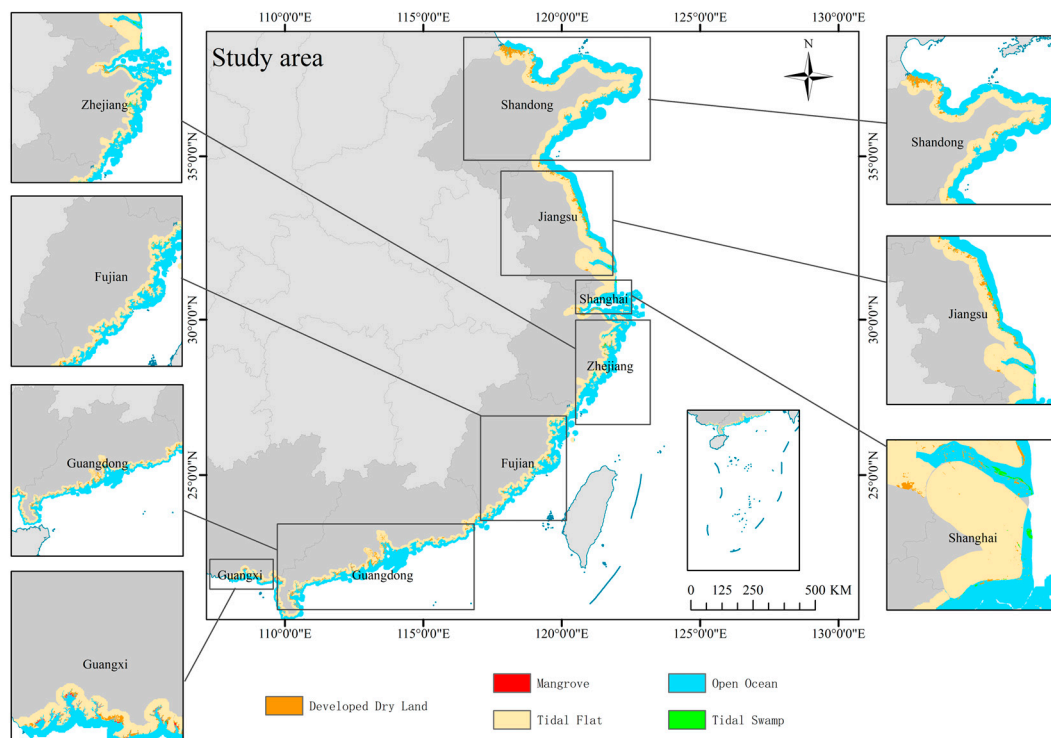 110°0'0"E
115°0'0"E
120°0'0"E
125°0'0"E
130°0'0"E
Study area
N
Zhejiang
Shandong
Shandong
35°0'0"N
35°0'0"N
Fujian
Jiangsu
Jiangsu
Shanghai
30°0'0"N
30°0'0"N
Zhejiang
Guangdong
Fujian
25°0'0"N
25°0'0"N
Shanghai
Guangxi
Guangdong
0 125 250 500 KM
110°0'0"E
115°0'0"E
120°0'0"E
125°0'0"E
130°0'0"E
Guangxi
Developed Dry Land
Mangrove
Open Ocean
Tidal Flat
Tidal Swamp